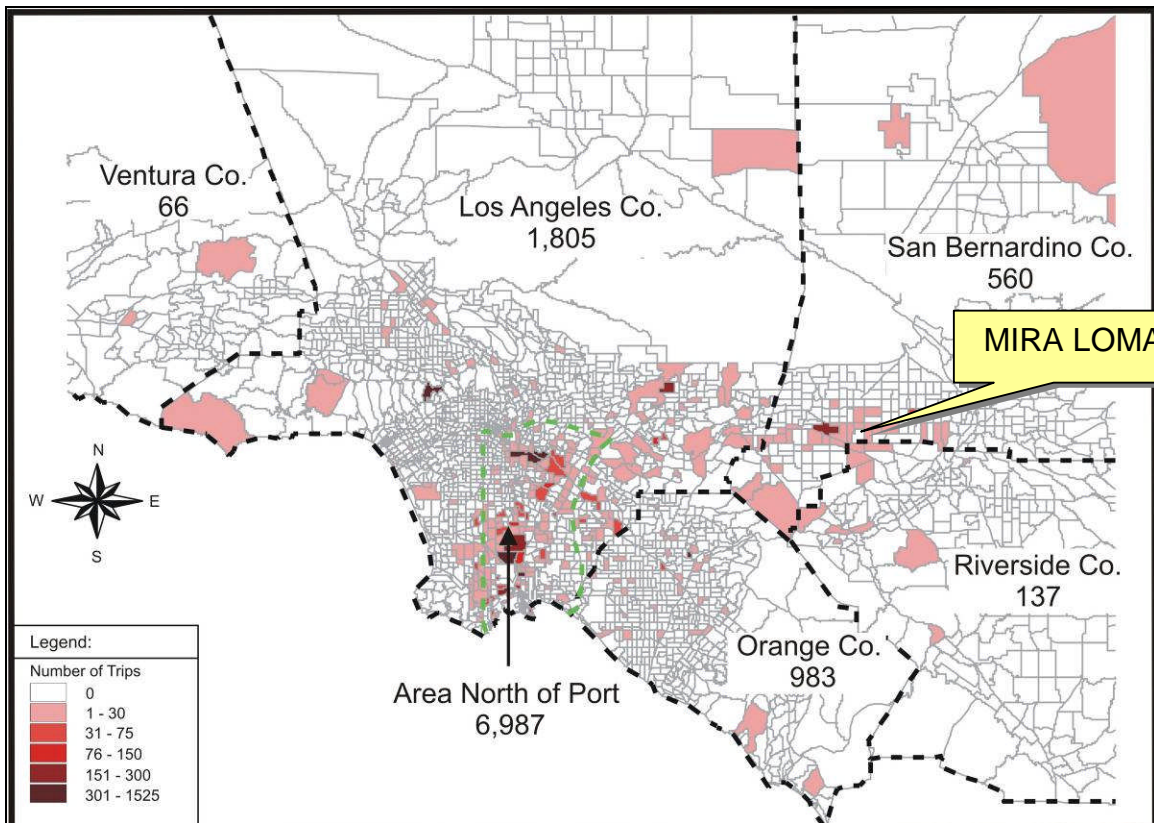 Ventura Co.
66
Los Angeles Co.
1,805
San Bernardino Co.
560
MIRA LOMA
N
W E
S
Riverside Co.
137
Orange Co.
983
Area North of Port
6,987
Legend:
Number of Trips
0
1 - 30
31 - 75
76 - 150
151 - 300
301 - 1525